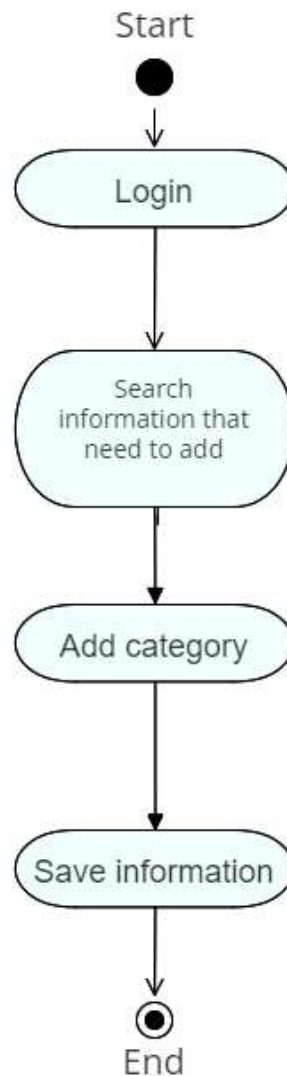 Start
Login
Search
information that
need to add
Add category
Save information
End